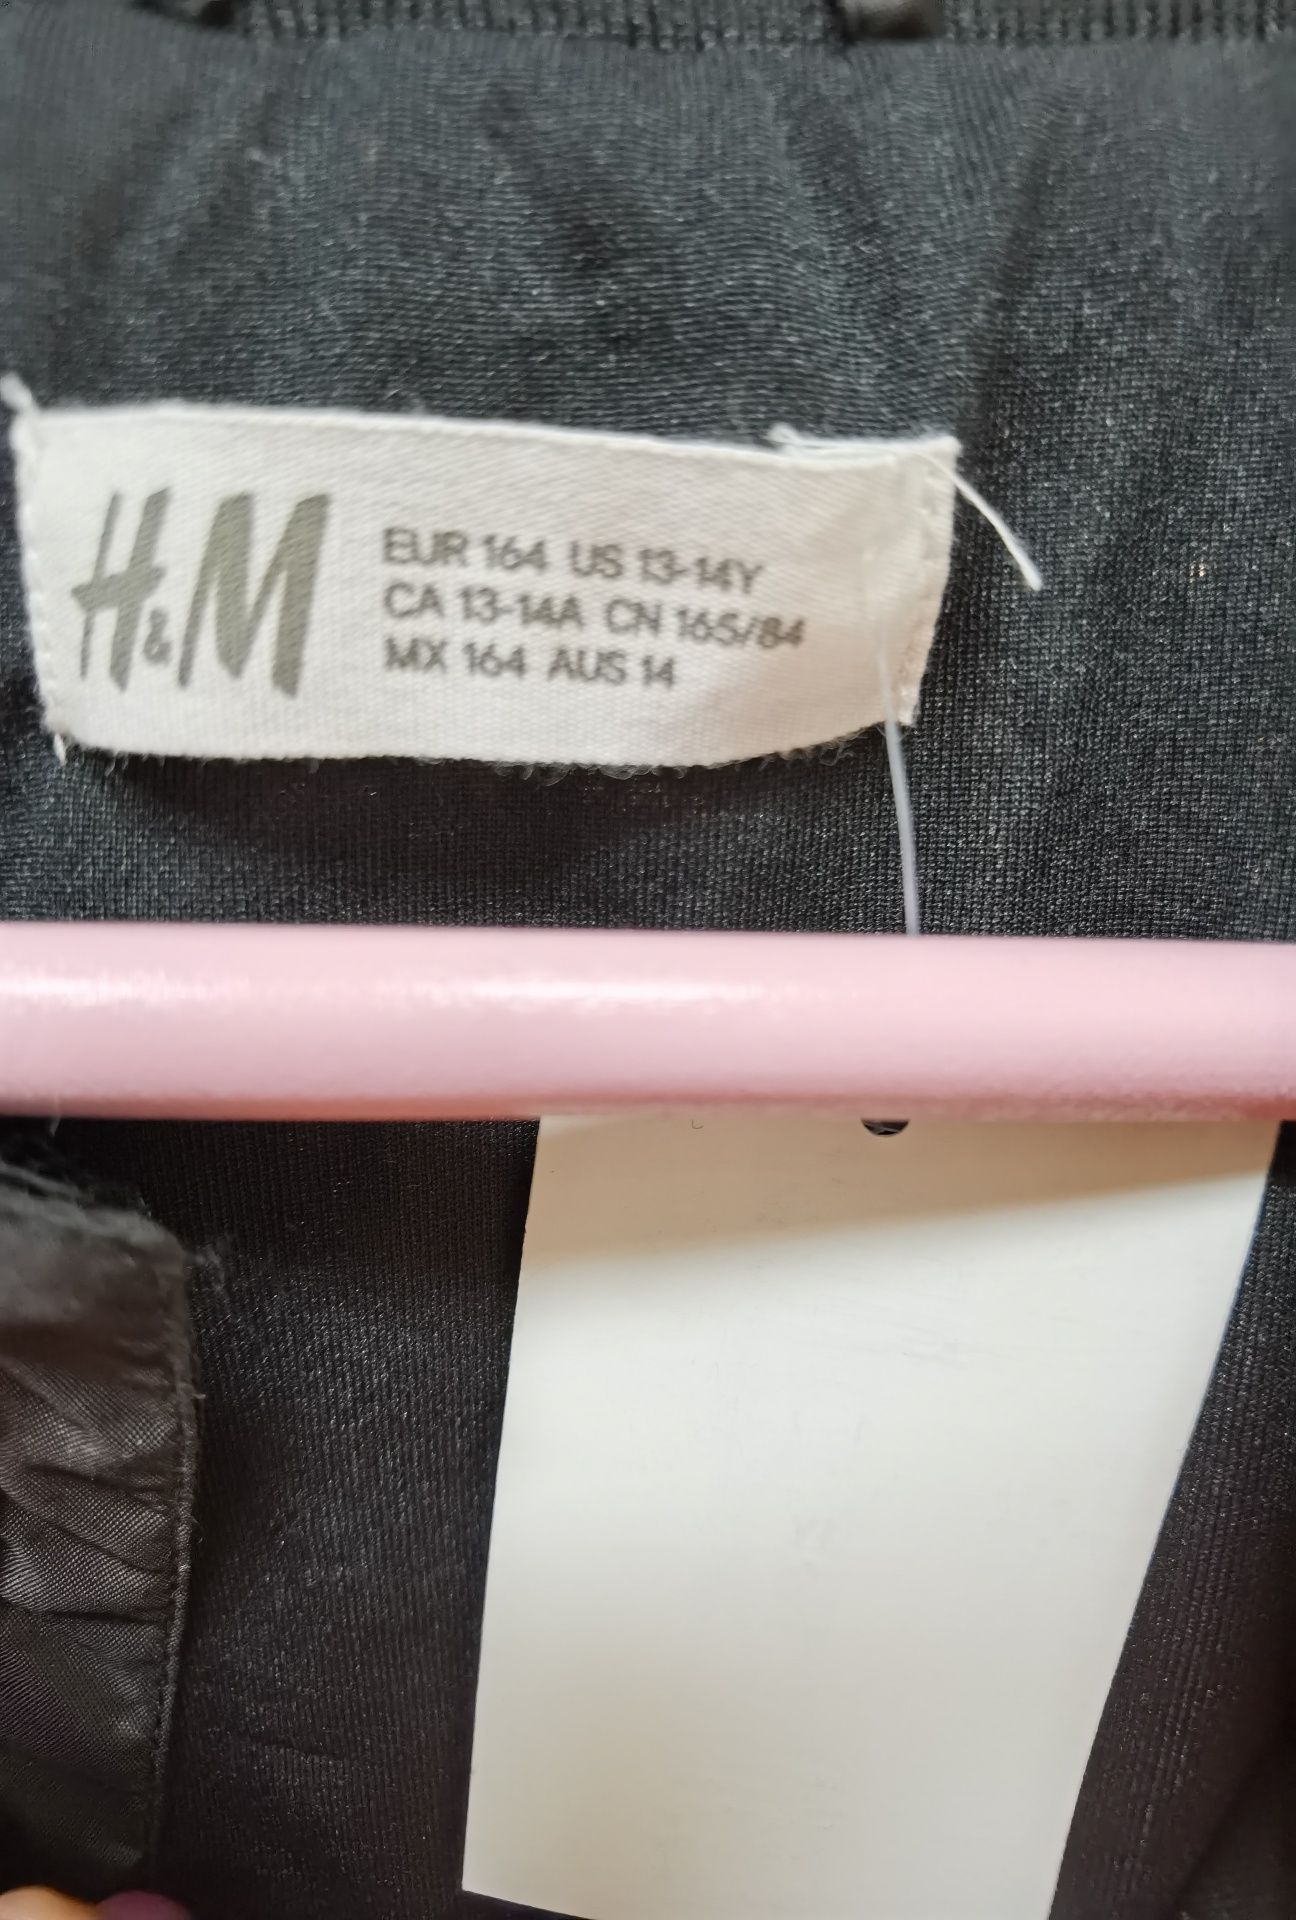 H&M
EUR 164 US 13-14Y
CA 13-14A CN 165/84
MX 164 AUS 14